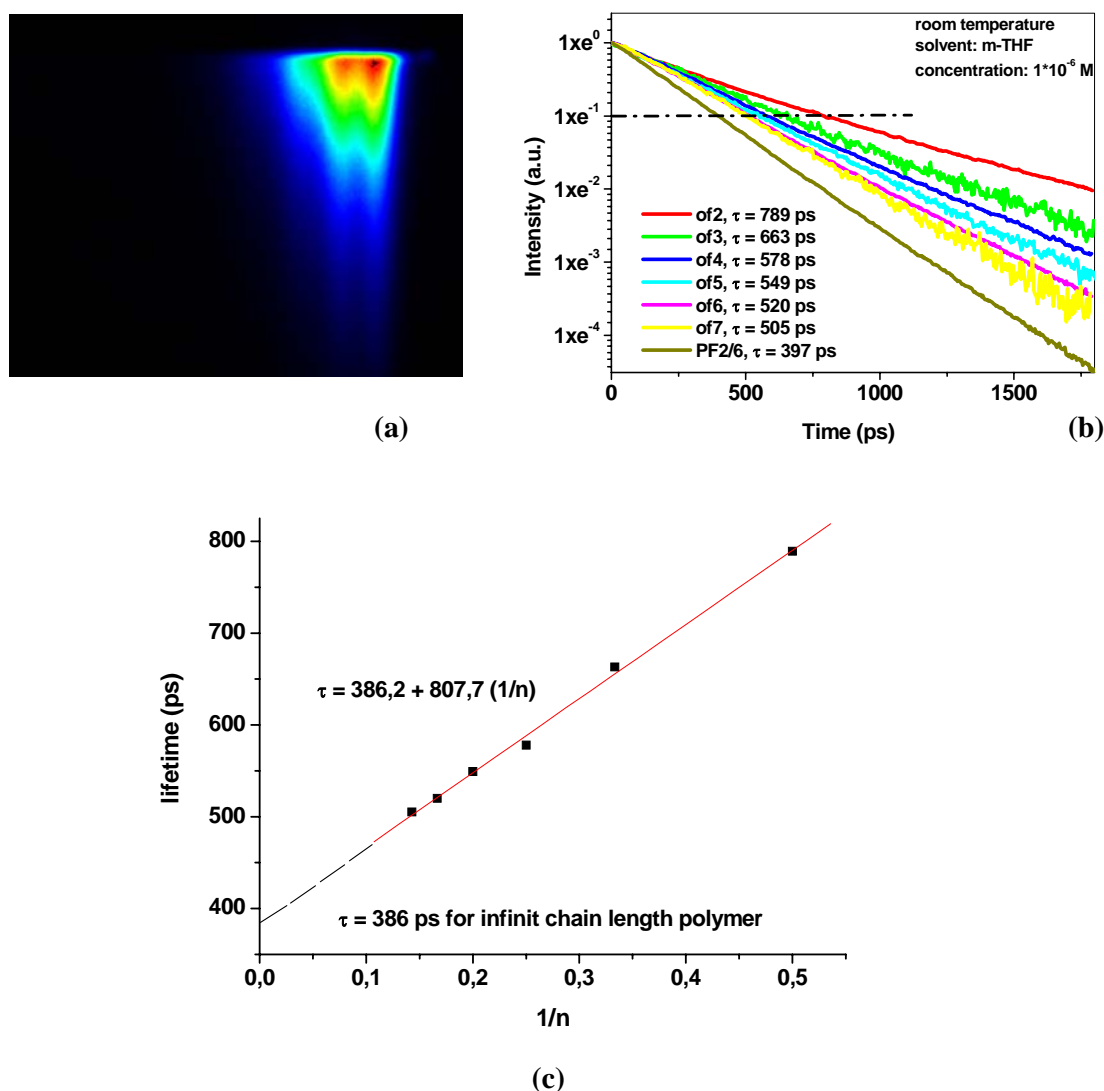 (a)
room temperature
solvent: m-THF
concentration: 1*10⁻⁶ M
1xe⁰
1xe⁻¹
1xe⁻²
1xe⁻³
1xe⁻⁴
Intensity (a.u.)
of2, τ = 789 ps
of3, τ = 663 ps
of4, τ = 578 ps
of5, τ = 549 ps
of6, τ = 520 ps
of7, τ = 505 ps
PF2/6, τ = 397 ps
0 500 1000 1500
Time (ps)
(b)
800
700
600
500
400
lifetime (ps)
τ = 386,2 + 807,7 (1/n)
τ = 386 ps for infinit chain length polymer
0,0 0,1 0,2 0,3 0,4 0,5
1/n
(c)